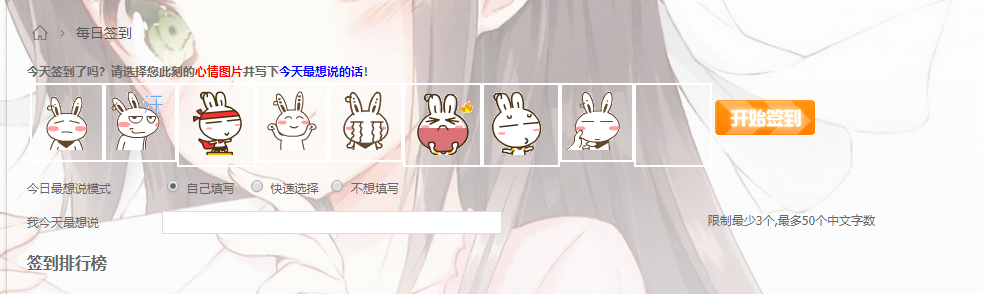 > 每日签到
今天签到了吗？请选择您此刻的心情图片并写下今天最想说的话！
汗
开始签到
今日最想说模式 自己填写 快速选择 不想填写
我今天最想说 限制最少3个,最多50个中文字数
签到排行榜